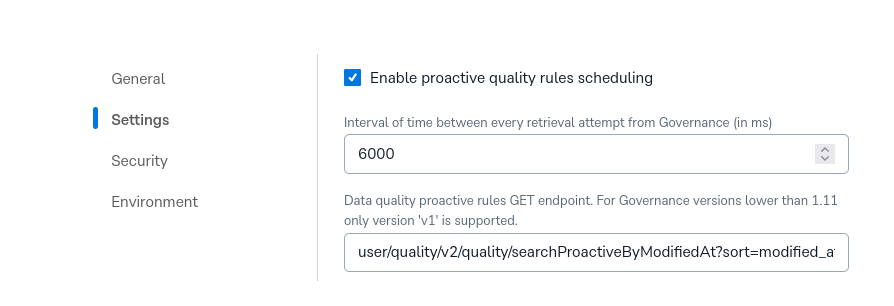 General
Settings
Security
Environment
Enable proactive quality rules scheduling
Interval of time between every retrieval attempt from Governance (in ms)
6000
Data quality proactive rules GET endpoint. For Governance versions lower than 1.11
only version 'v1' is supported.
user/quality/v2/quality/searchProactiveByModifiedAt?sort=modified_at